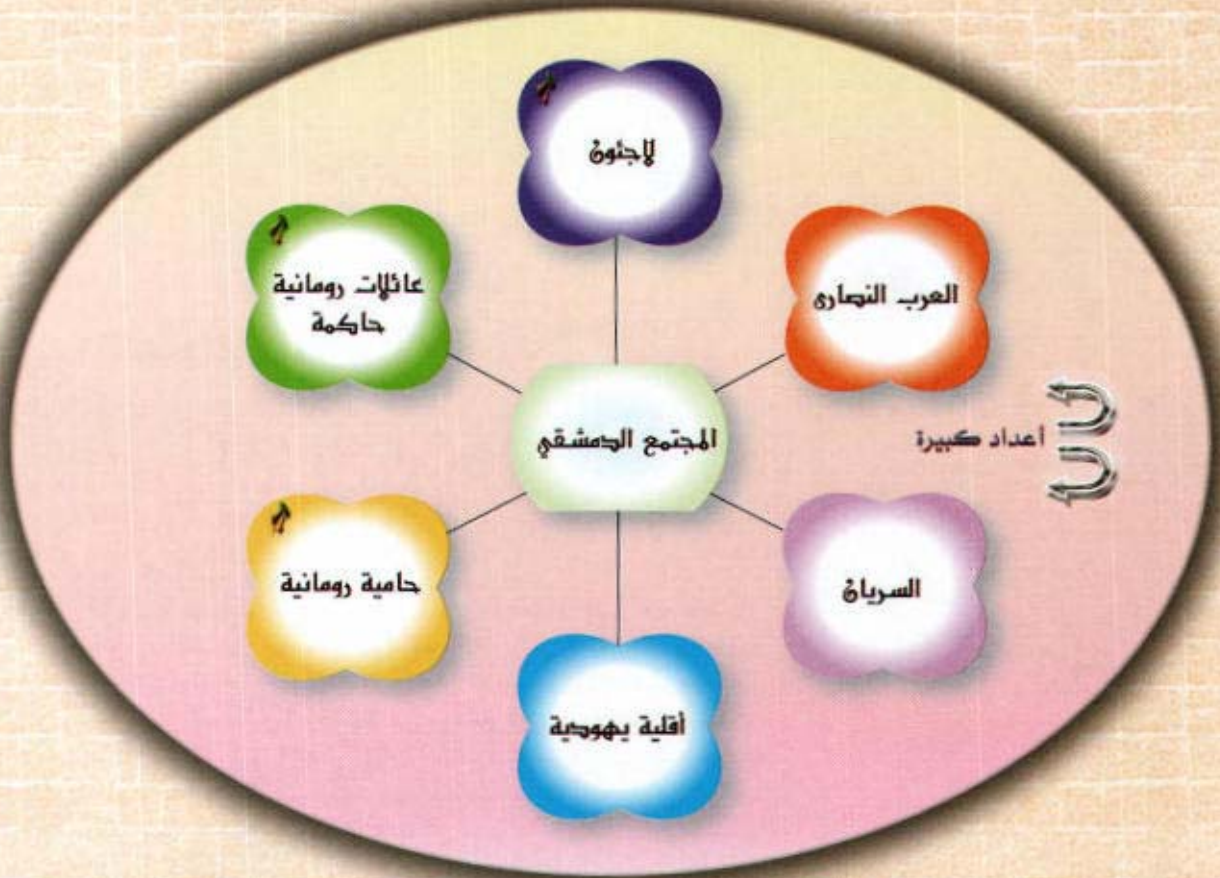 لاجئون
العرب النصارى
عائلات رومانية
حاكمة
المجتمع الدمشقي
أعداد كبيرة
السريان
حامية رومانية
أقلية يهودية